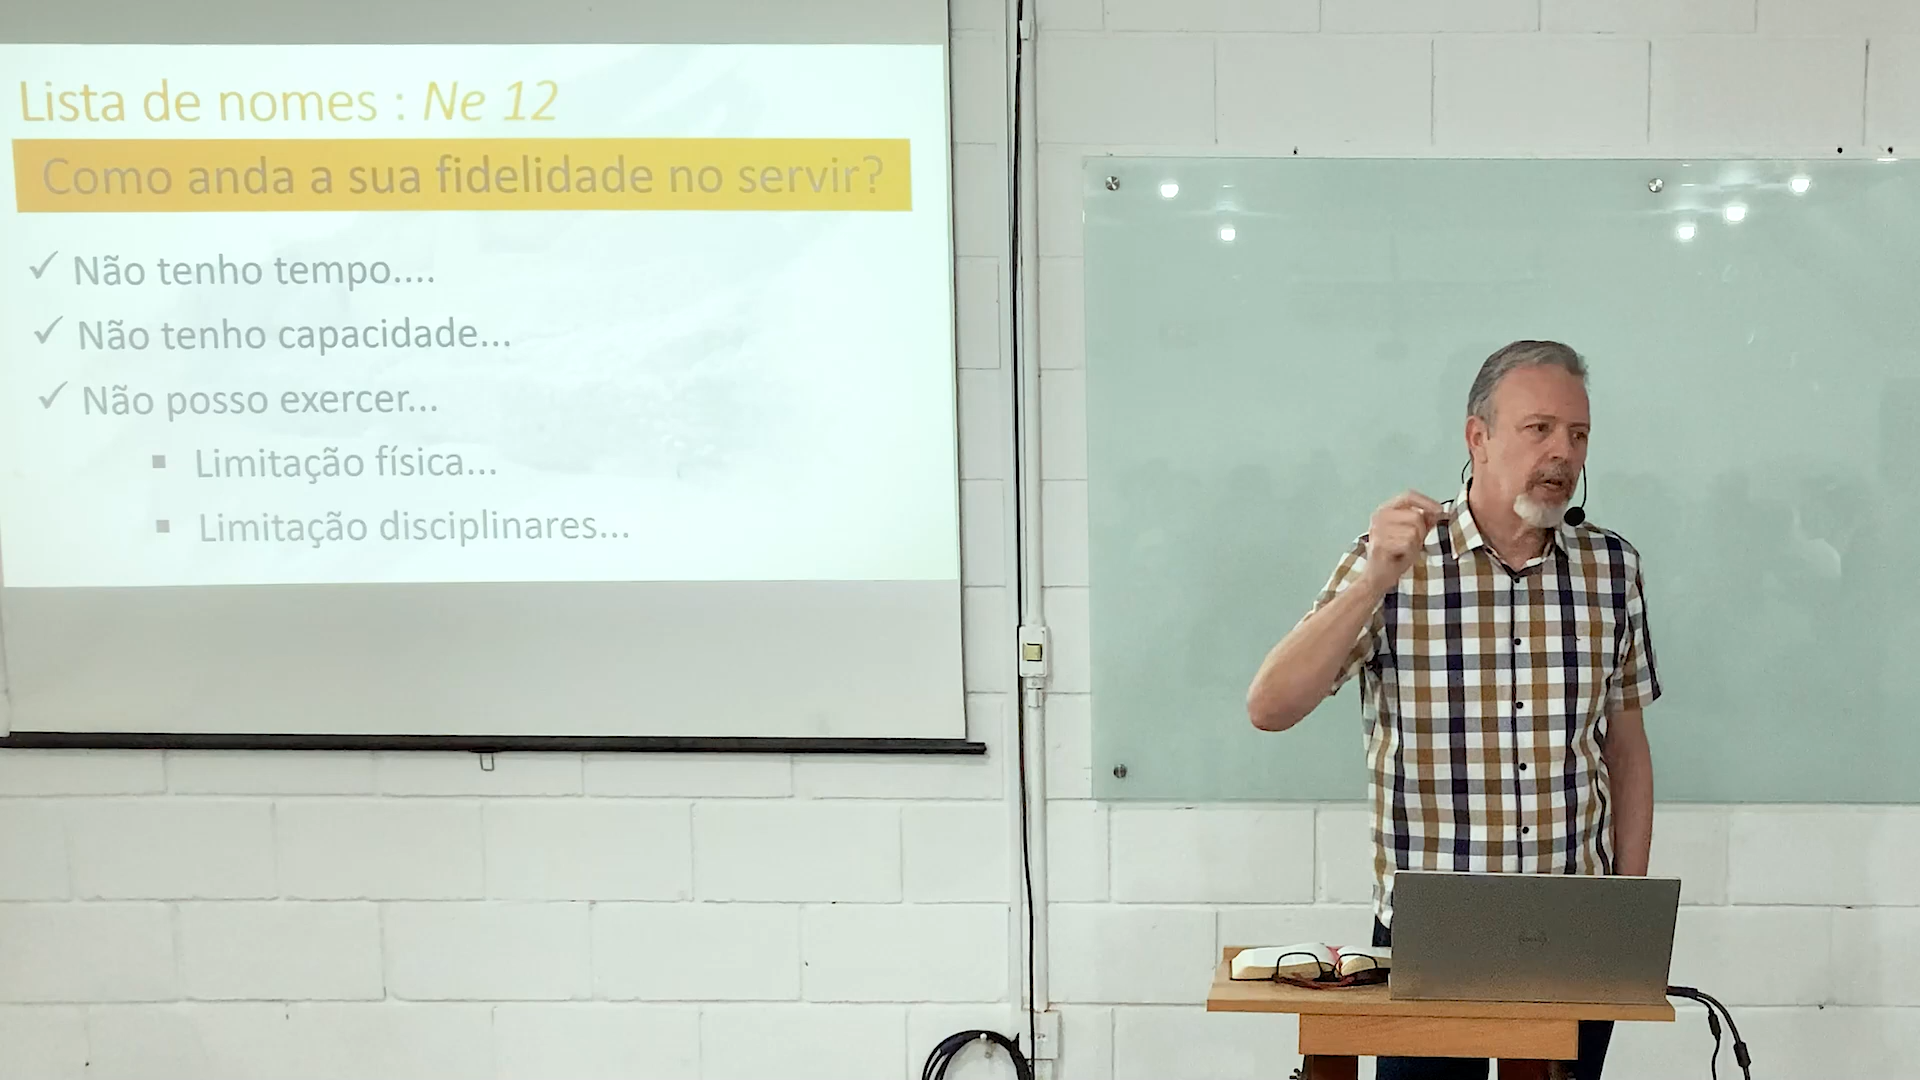 Lista de nomes : Ne 12
Como anda a sua fidelidade no servir?
✓ Não tenho tempo....
✓ Não tenho capacidade...
✓ Não posso exercer...
▪ Limitação física...
▪ Limitação disciplinares...